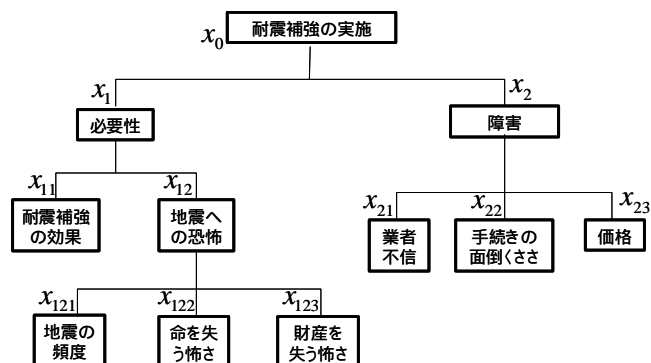 x0
耐震補強の実施
x1
必要性
x2
障害
x11
耐震補強
の効果
x12
地震へ
の恐怖
x21
業者
不信
x22
手続きの
面倒くささ
x23
価格
x121
地震の
頻度
x122
命を失
う怖さ
x123
財産を
失う怖さ